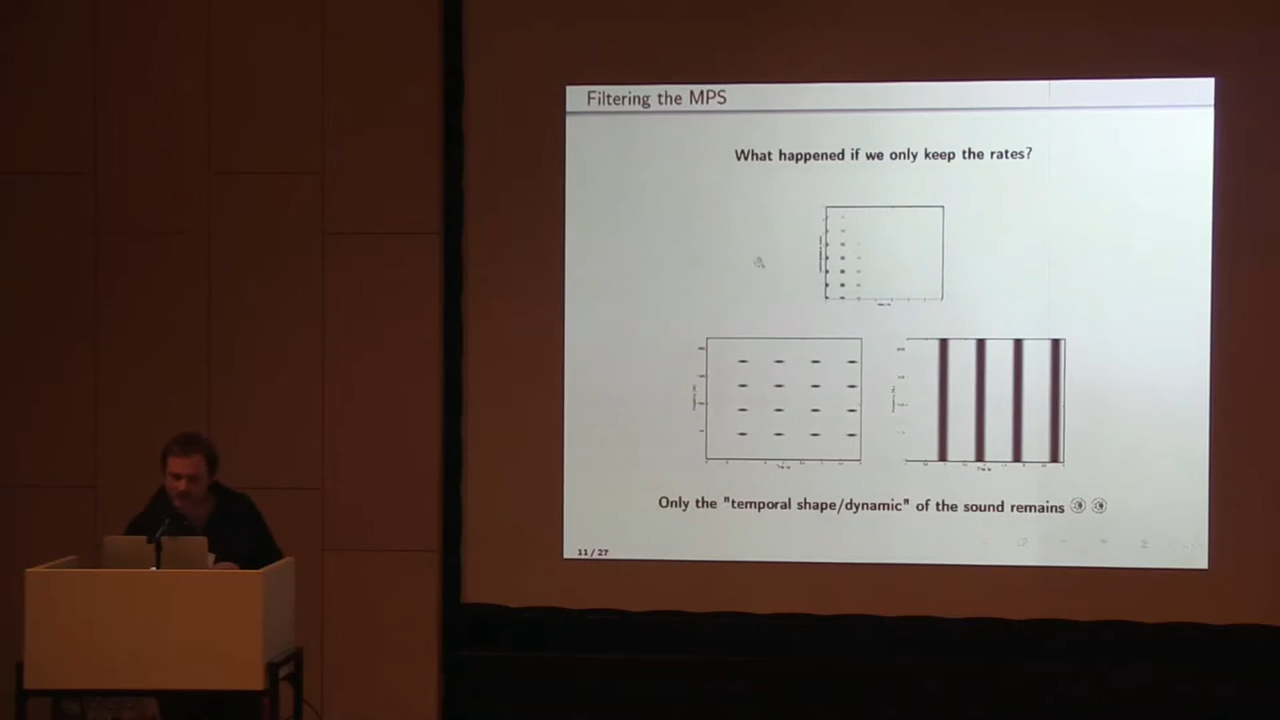 Filtering the MPS
What happened if we only keep the rates?
Only the "temporal shape/dynamic" of the sound remains
11 / 27